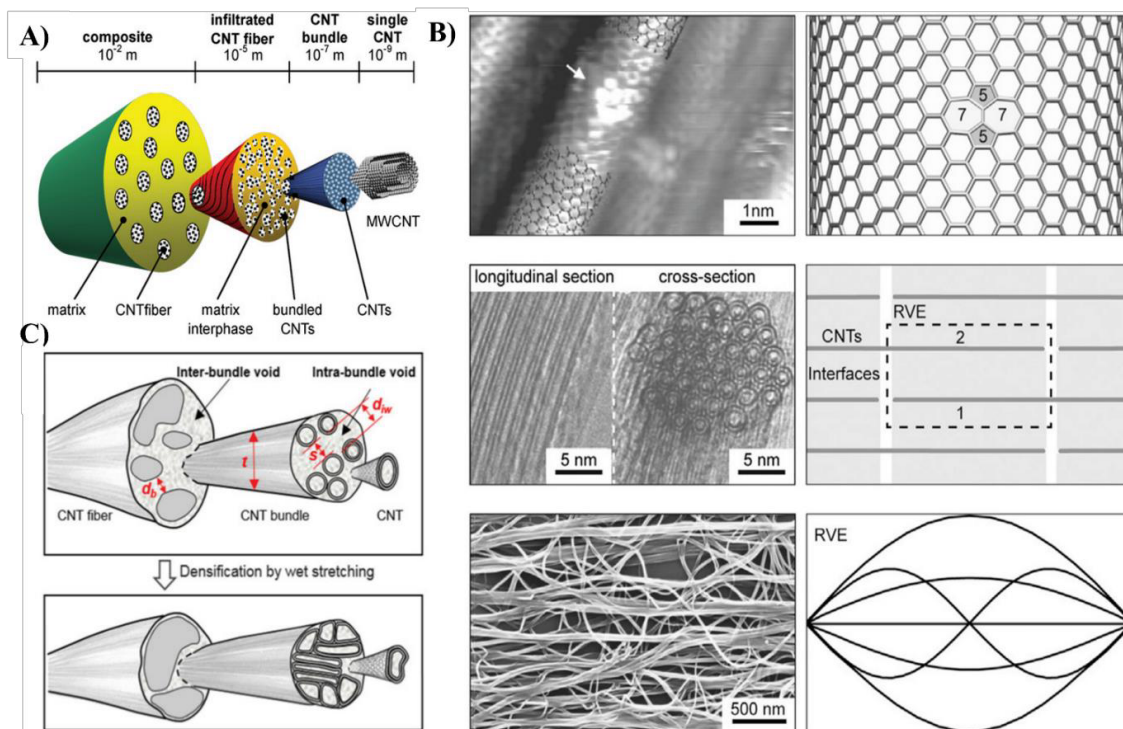 A)
composite
10⁻² m
infiltrated
CNT fiber
10⁻⁵ m
CNT
bundle
10⁻⁷ m
single
CNT
10⁻⁹ m
MWCNT
matrix
CNTfiber
matrix
interphase
bundled
CNTs
CNTs
B)
1nm
5
7 7
5
longitudinal section
cross-section
5 nm
5 nm
RVE
CNTs
2
Interfaces
1
500 nm
RVE
C)
Inter-bundle void
Intra-bundle void
d_iw
s
t
d_b
CNT fiber
CNT bundle
CNT
Densification by wet stretching